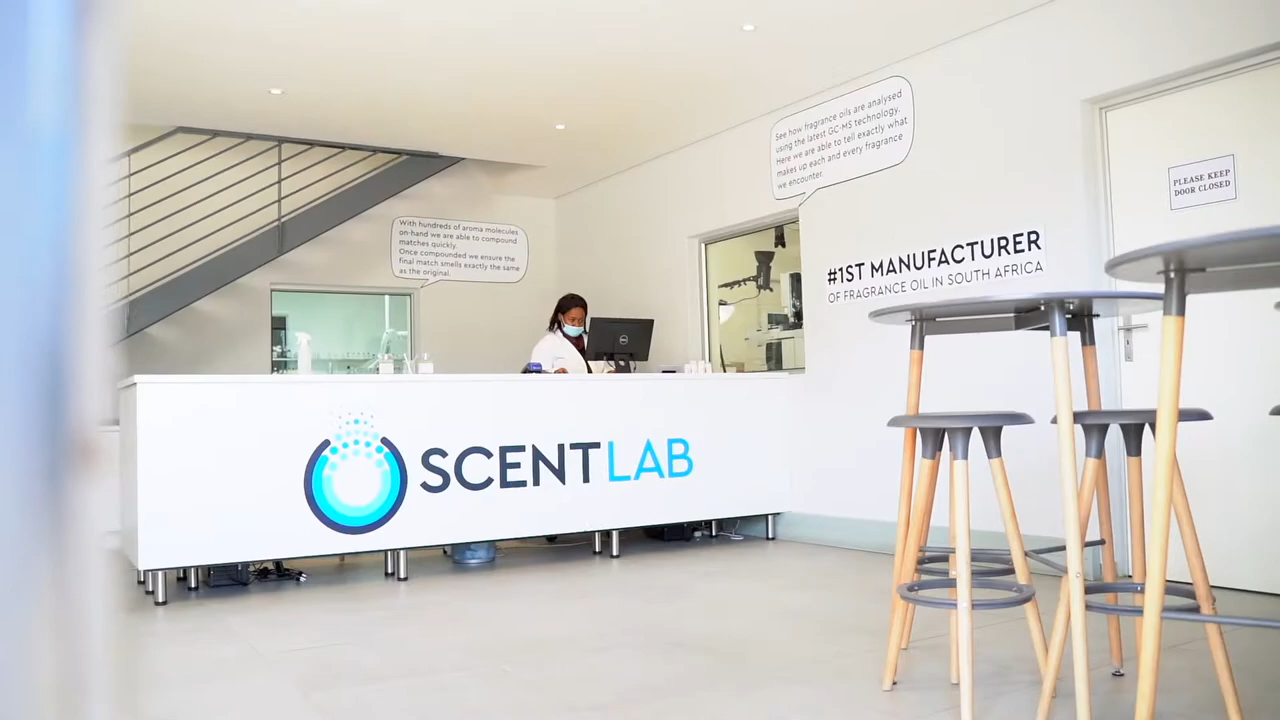 See how fragrance oils are analysed
using the latest GC-MS technology.
Here we are able to tell exactly what
makes up each and every fragrance
we encounter.
PLEASE KEEP
DOOR CLOSED
With hundreds of aroma molecules
on-hand we are able to compound
matches quickly.
Once compounded we ensure the
final match smells exactly the same
as the original.
#1ST MANUFACTURER
OF FRAGRANCE OIL IN SOUTH AFRICA
DELL
SCENTLAB